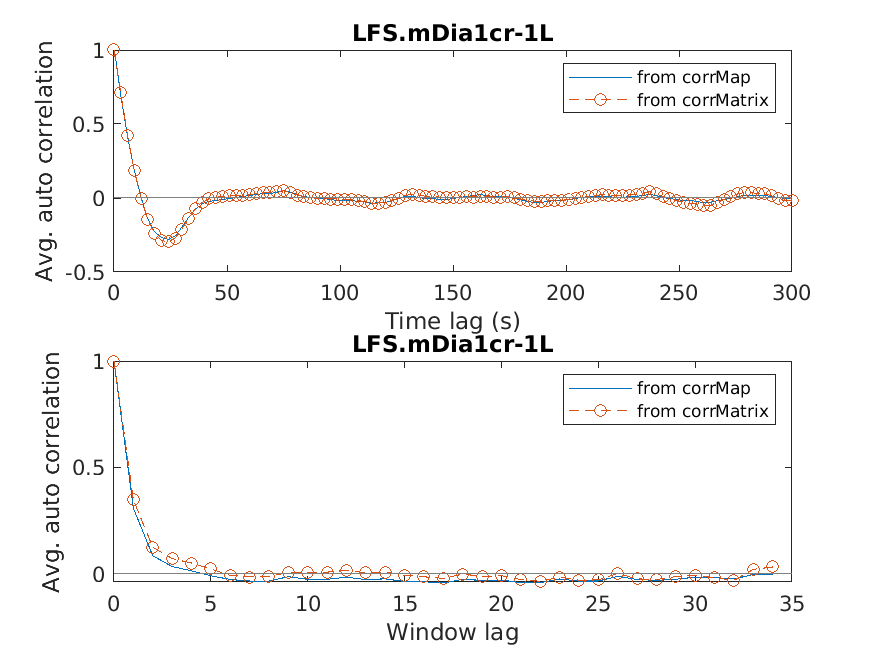 LFS.mDia1cr-1L
1
0.5
0
-0.5
Avg. auto correlation
from corrMap
from corrMatrix
0 50 100 150 200 250 300
Time lag (s)
LFS.mDia1cr-1L
1
0.5
0
Avg. auto correlation
from corrMap
from corrMatrix
0 5 10 15 20 25 30 35
Window lag